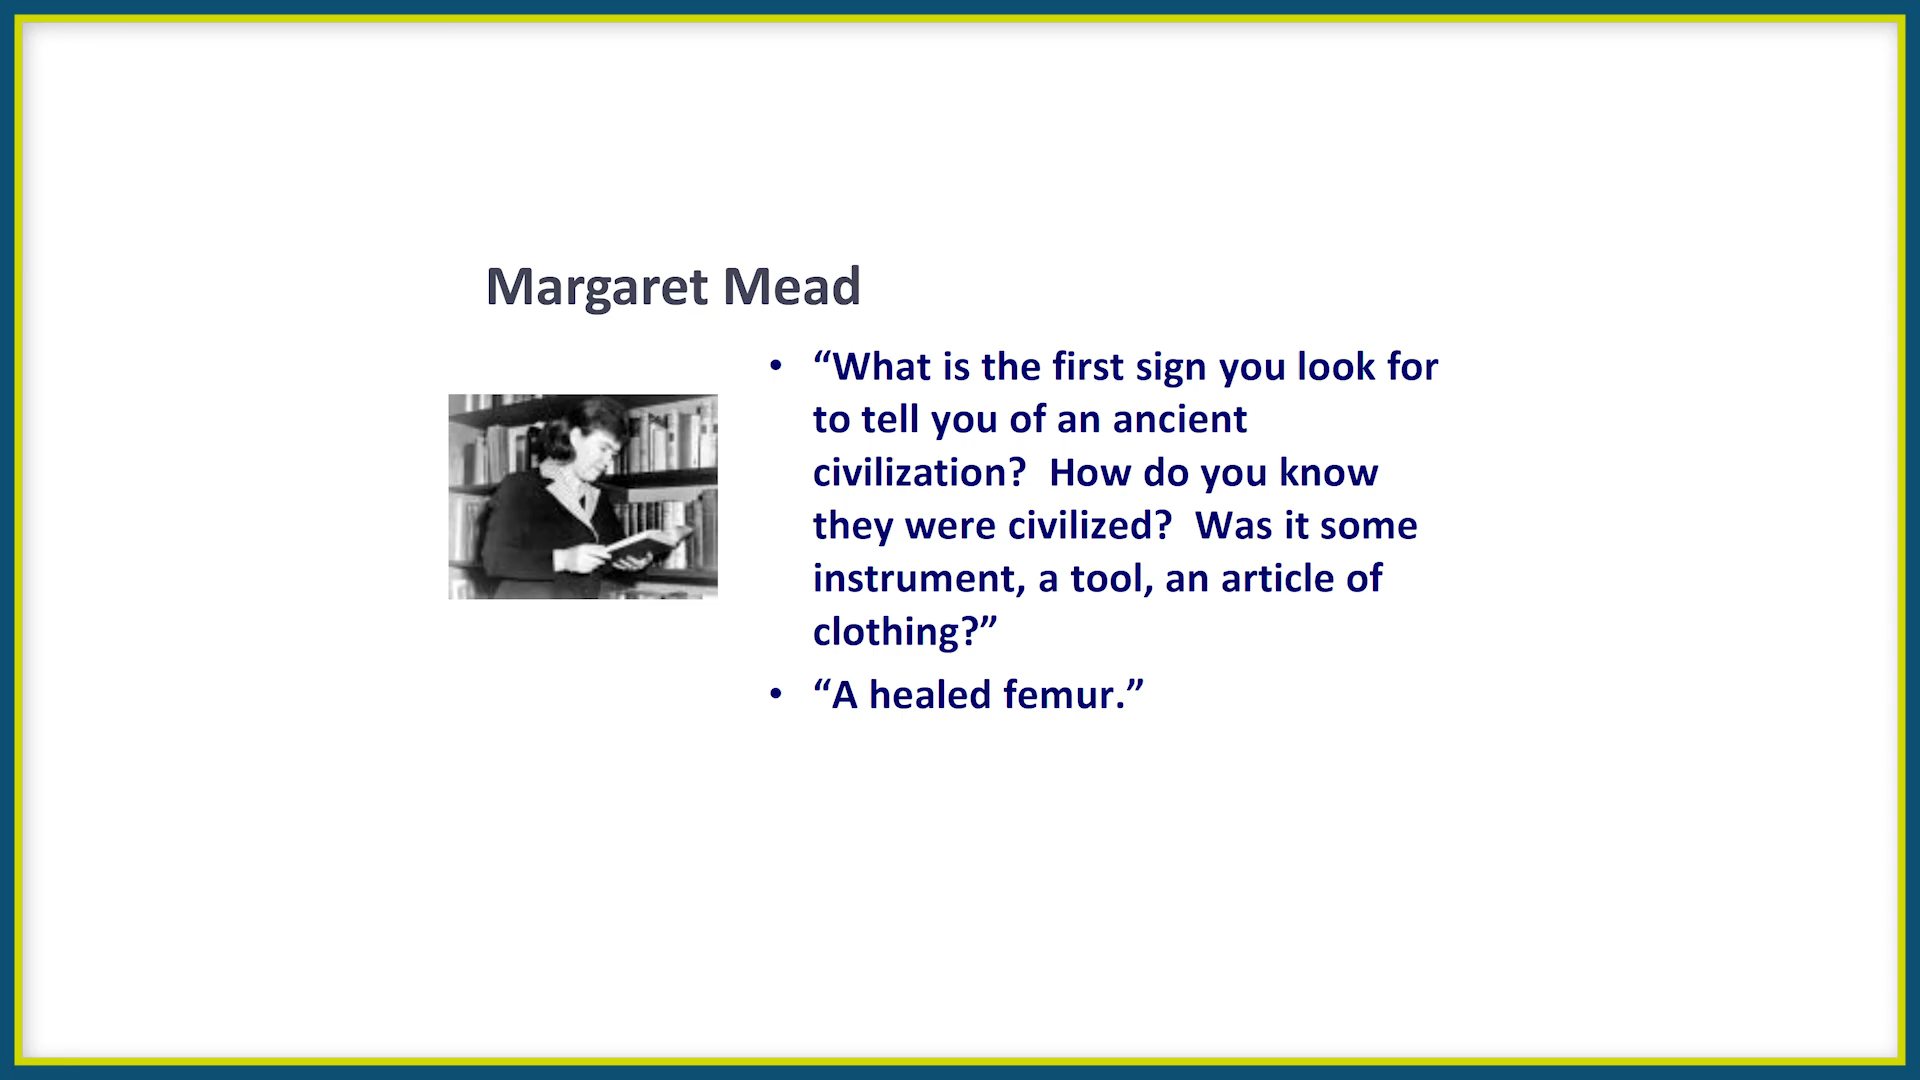 Margaret Mead
• “What is the first sign you look for
to tell you of an ancient
civilization?  How do you know
they were civilized?  Was it some
instrument, a tool, an article of
clothing?”
• “A healed femur.”